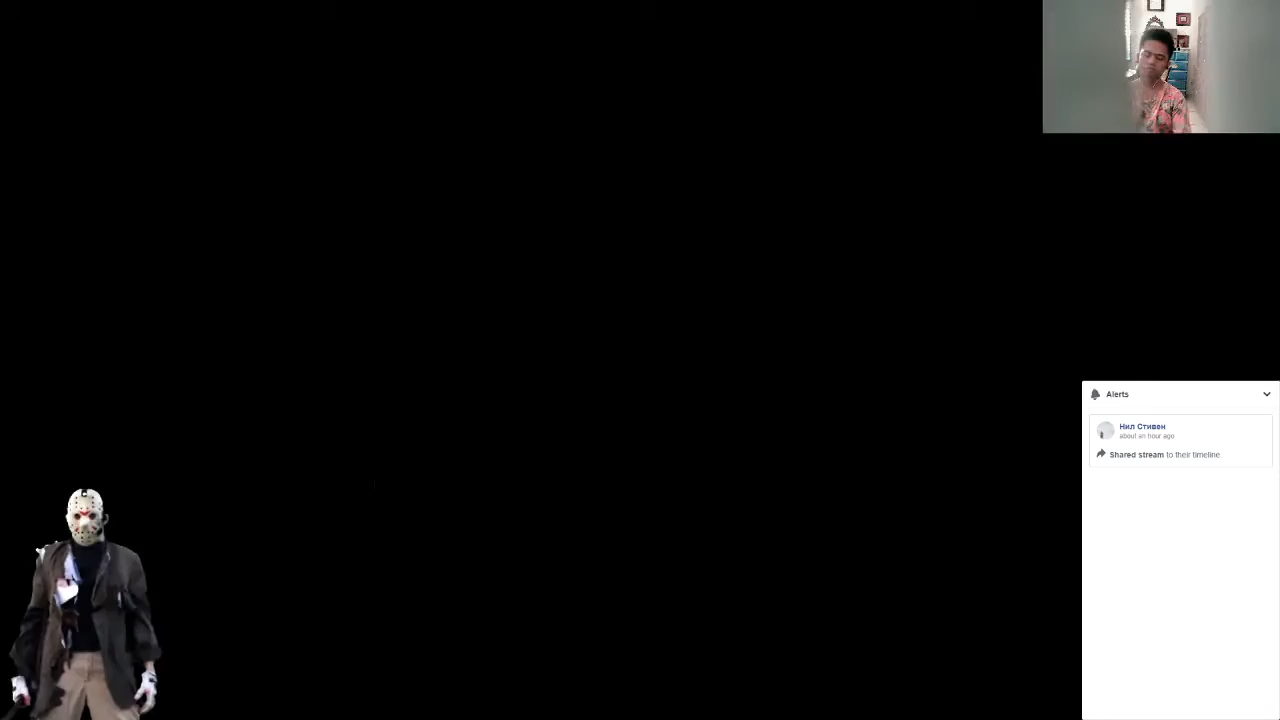 Alerts
Нил Стивен
about an hour ago
Shared stream to their timeline